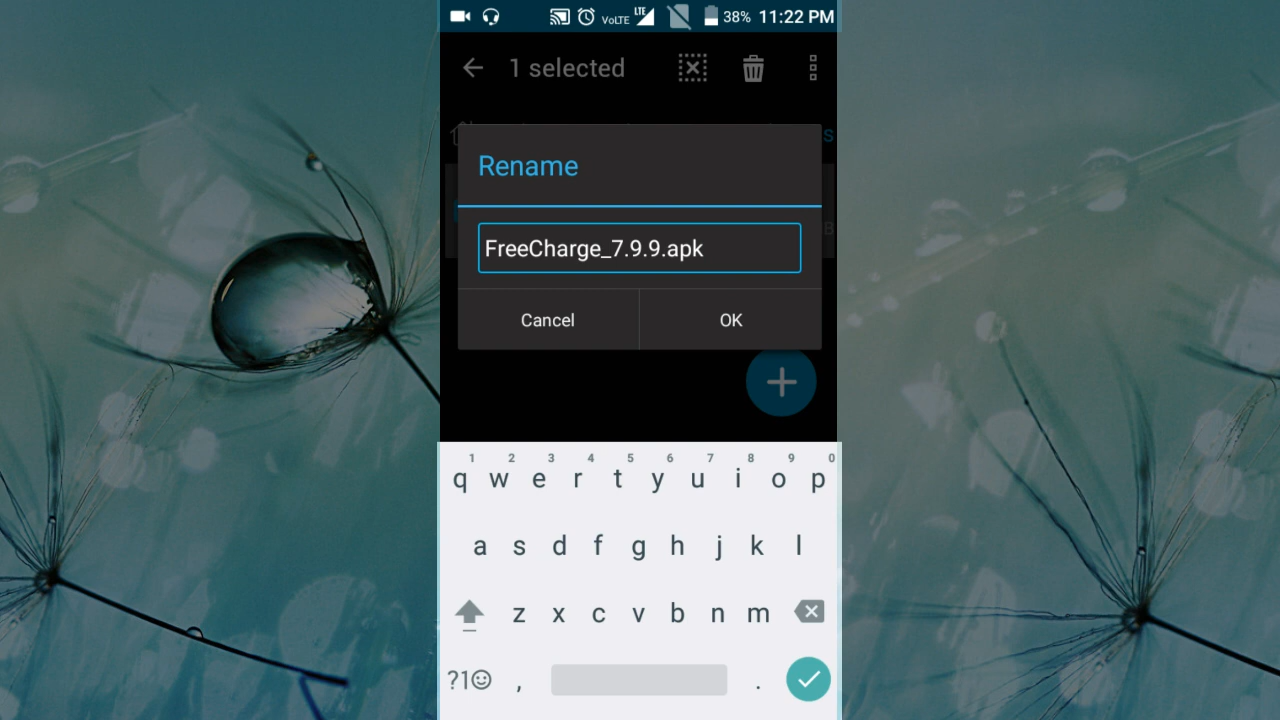 VoLTE LTE 38% 11:22 PM
1 selected
S
Rename
B
FreeCharge_7.9.9.apk
Cancel OK
1 2 3 4 5 6 7 8 9 0
q w e r t y u i o p
a s d f g h j k l
z x c v b n m
?1 , .